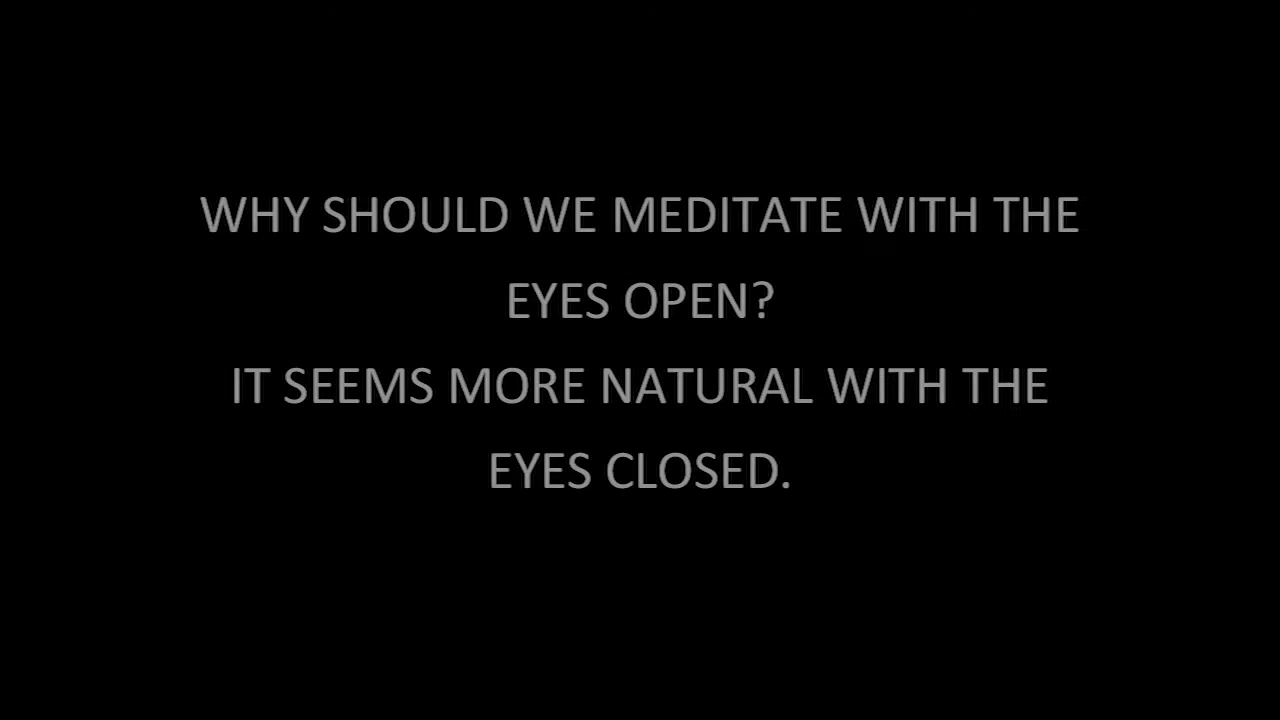 WHY SHOULD WE MEDITATE WITH THE
EYES OPEN?
IT SEEMS MORE NATURAL WITH THE
EYES CLOSED.